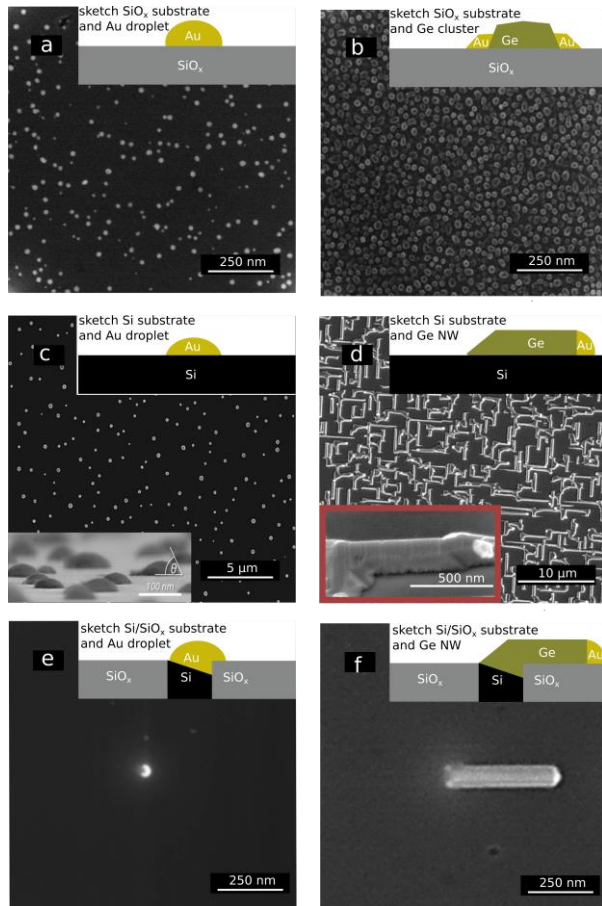 sketch SiOx substrate
and Au droplet
a
Au
SiOx
250 nm
sketch SiOx substrate
and Ge cluster
b
Au
Ge
Au
SiOx
250 nm
sketch Si substrate
and Au droplet
c
Au
Si
θ
100 nm
5 µm
sketch Si substrate
and Ge NW
d
Ge
Au
Si
500 nm
10 µm
sketch Si/SiOx substrate
and Au droplet
e
Au
SiOx
Si
SiOx
250 nm
sketch Si/SiOx substrate
and Ge NW
f
Ge
Au
SiOx
Si
SiOx
250 nm